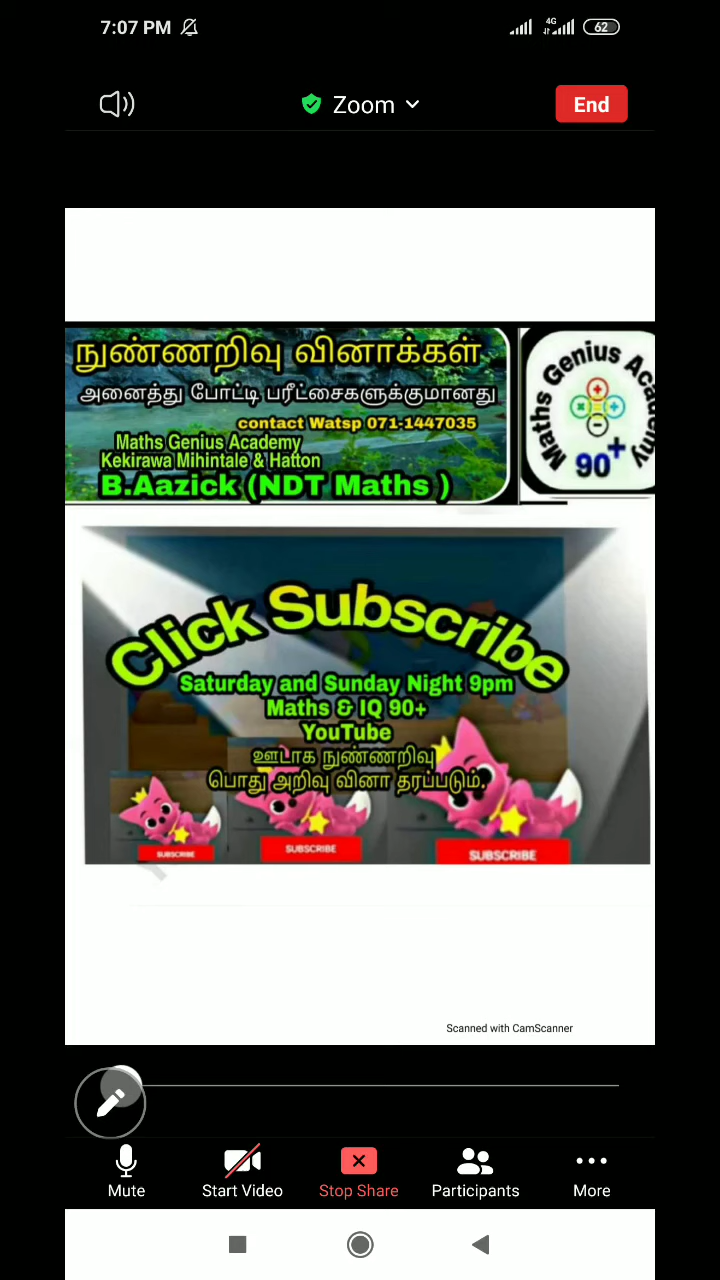 7:07 PM
4G
62
Zoom
End
நுண்ணறிவு வினாக்கள்
அனைத்து போட்டி பரீட்சைகளுக்குமானது
contact Watsp 071-1447035
Maths Genius Academy
Kekirawa Mihintale & Hatton
B.Aazick (NDT Maths )
Maths Genius Academy
90+
Click Subscribe
Saturday and Sunday Night 9pm
Maths & IQ 90+
YouTube
ஊடாக நுண்ணறிவு
பொது அறிவு வினா தரப்படும்.
SUBSCRIBE
SUBSCRIBE
SUBSCRIBE
Scanned with CamScanner
Mute
Start Video
Stop Share
Participants
More